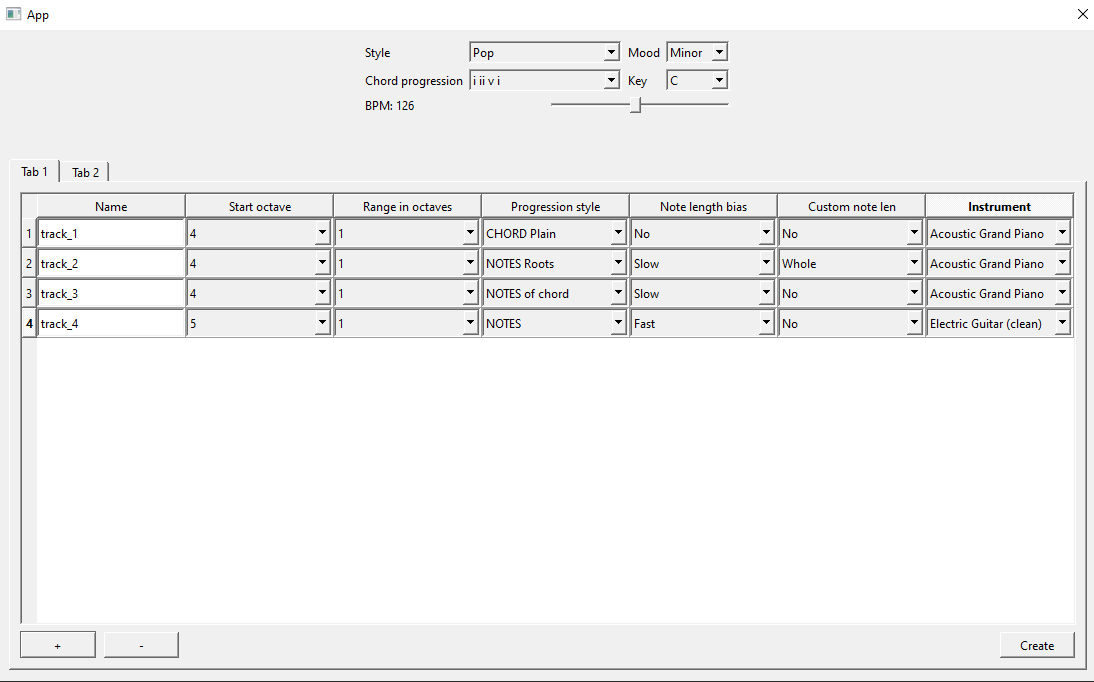 App
Style Pop Mood Minor
Chord progression i ii v i Key C
BPM: 126
Tab 1 Tab 2
Name Start octave Range in octaves Progression style Note length bias Custom note len Instrument
1 track_1 4 1 CHORD Plain No No Acoustic Grand Piano
2 track_2 4 1 NOTES Roots Slow Whole Acoustic Grand Piano
3 track_3 4 1 NOTES of chord Slow No Acoustic Grand Piano
4 track_4 5 1 NOTES Fast No Electric Guitar (clean)
+ - Create